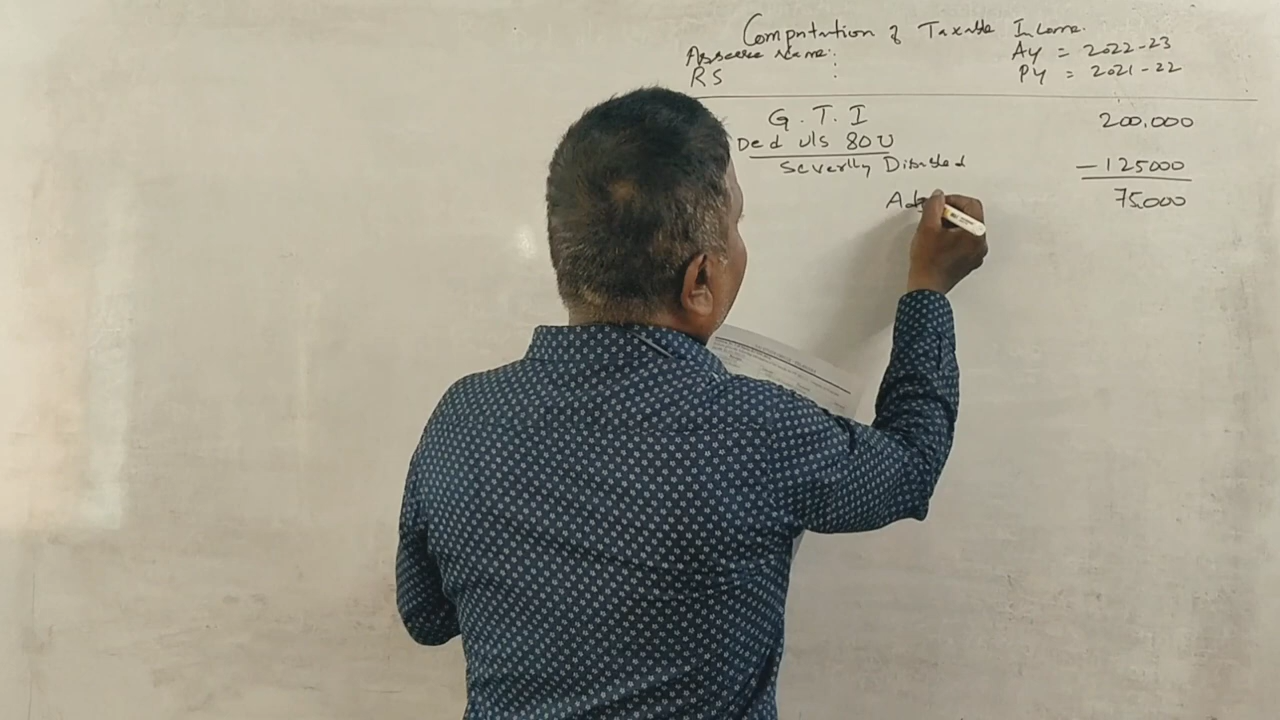 Computation of Taxable Income.
Assessee Name: AY = 2022-23
RS : PY = 2021-22
G.T.I 200,000
Ded u/s 80U
Severlly Disabled -125000
75000